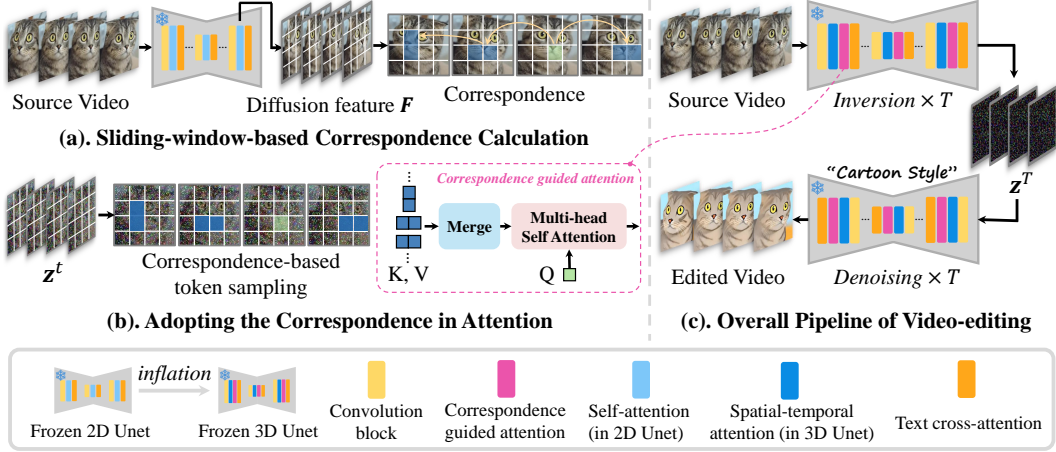 Source Video
Diffusion feature F
Correspondence
(a). Sliding-window-based Correspondence Calculation
z^t
Correspondence-based
token sampling
Correspondence guided attention
K, V
Merge
Multi-head
Self Attention
Q
(b). Adopting the Correspondence in Attention
Source Video
Inversion × T
z^T
"Cartoon Style"
Edited Video
Denoising × T
(c). Overall Pipeline of Video-editing
inflation
Frozen 2D Unet
Frozen 3D Unet
Convolution
block
Correspondence
guided attention
Self-attention
(in 2D Unet)
Spatial-temporal
attention (in 3D Unet)
Text cross-attention